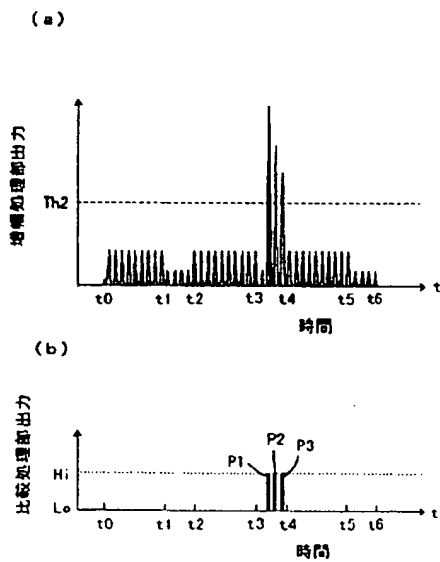 (a)
増幅処理部出力
Th2
t0 t1 t2 t3 t4 t5 t6 t
時間
(b)
比較処理部出力
P1 P2 P3
Hi
Lo
t0 t1 t2 t3 t4 t5 t6 t
時間